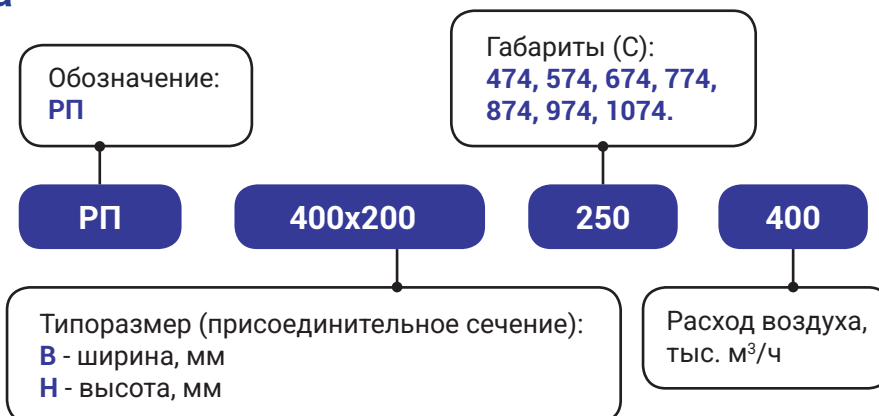 Обозначение:
РП
Габариты (С):
474, 574, 674, 774,
874, 974, 1074.
РП
400х200
250
400
Типоразмер (присоединительное сечение):
В - ширина, мм
Н - высота, мм
Расход воздуха,
тыс. м³/ч